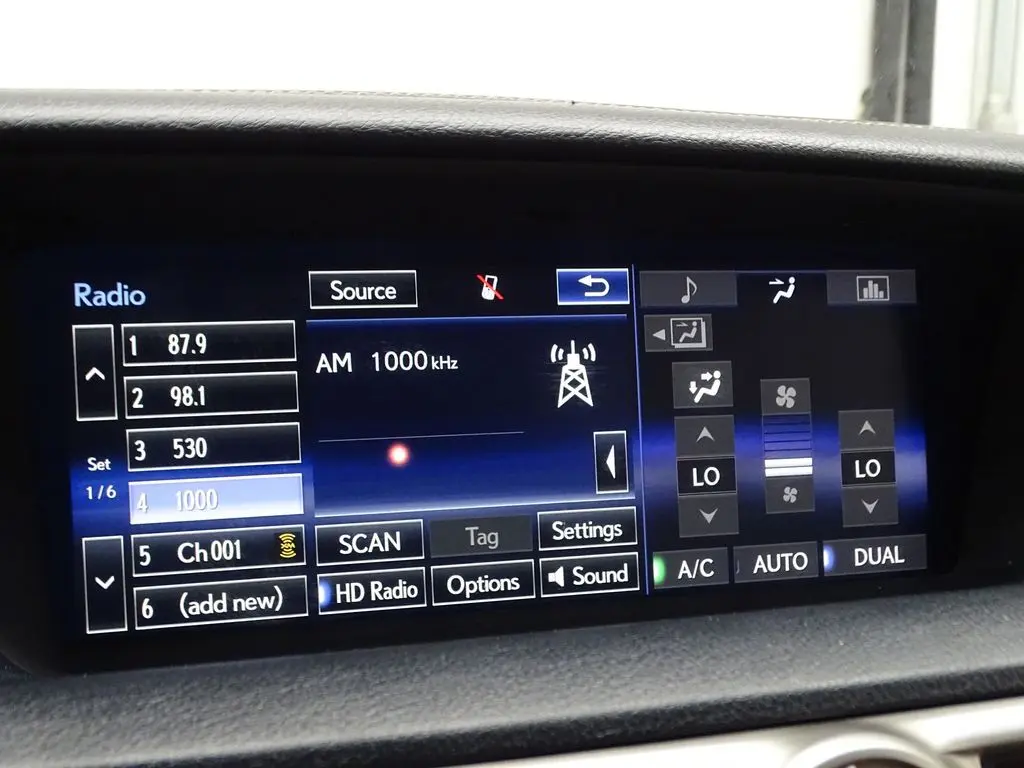 Radio
Source
1 87.9
2 98.1
3 530
Set
1/6
4 1000
5 Ch001 XM
6 (add new)
AM 1000 kHz
SCAN
Tag
Settings
HD Radio
Options
Sound
LO
LO
A/C
AUTO
DUAL